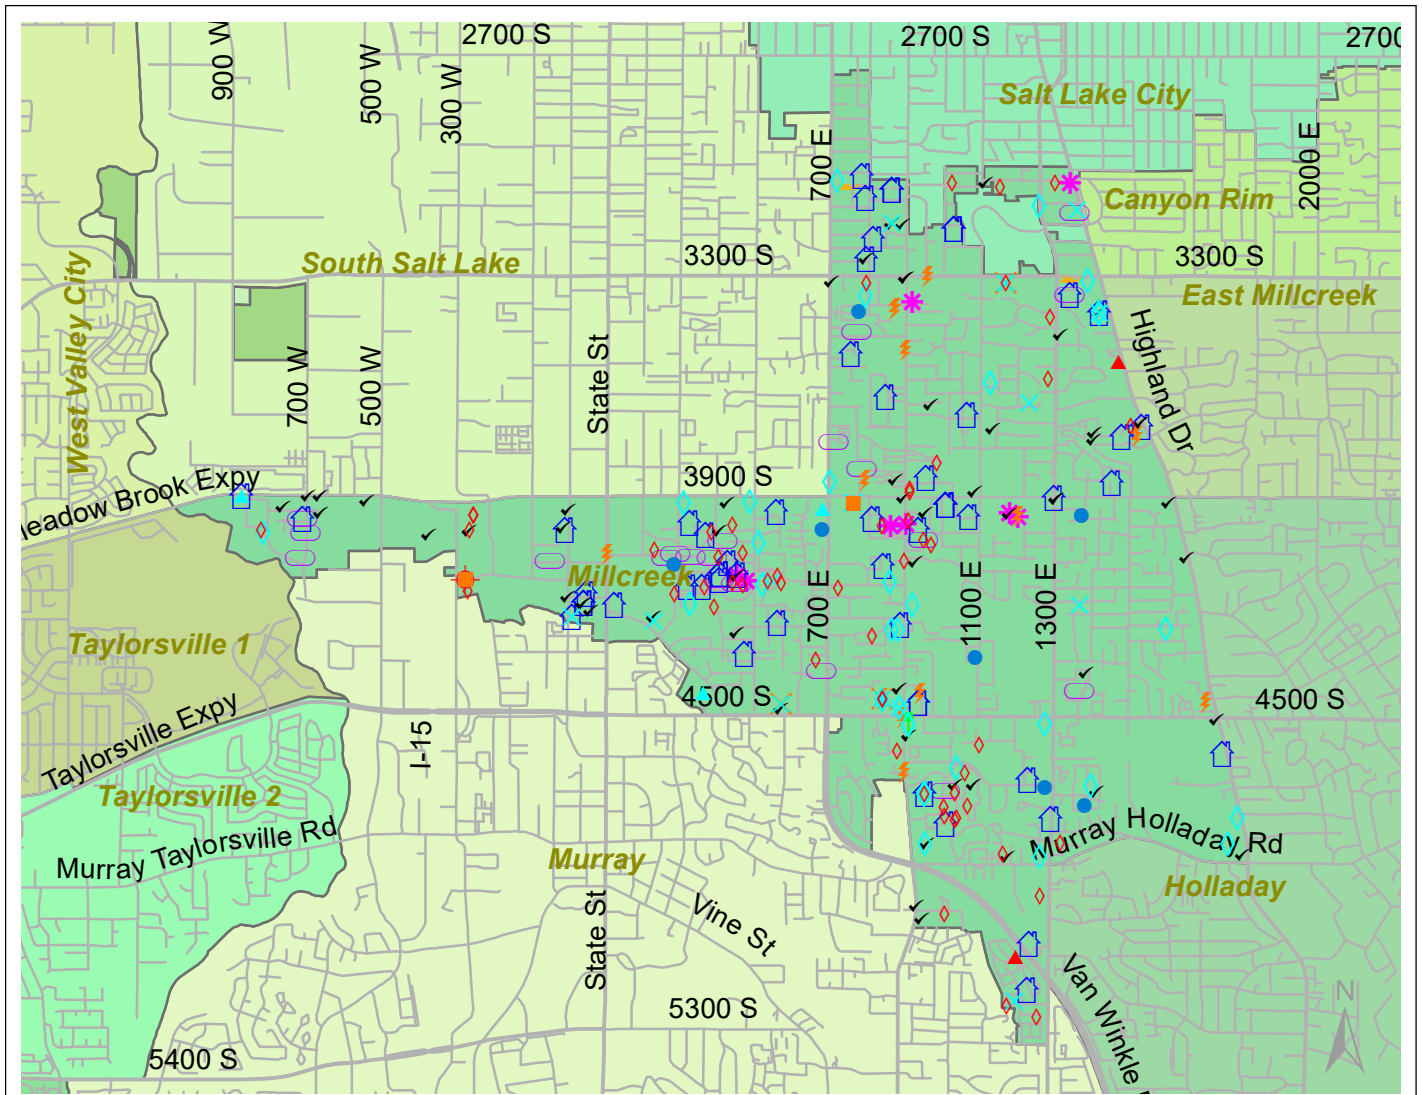 2700 S
2700 S
2700
900 W
500 W
300 W
Salt Lake City
700 E
2000 E
Canyon Rim
South Salt Lake
3300 S
3300 S
West Valley City
East Millcreek
700 W
500 W
State St
Highland Dr
3900 S
eadow Brook Expy
Millcreek
700 E
1100 E
1300 E
Taylorsville 1
4500 S
4500 S
Taylorsville Expy
I-15
Taylorsville 2
Murray Taylorsville Rd
Murray Holladay Rd
Murray
Holladay
State St
Vine St
Van Winkle
5300 S
N
5400 S